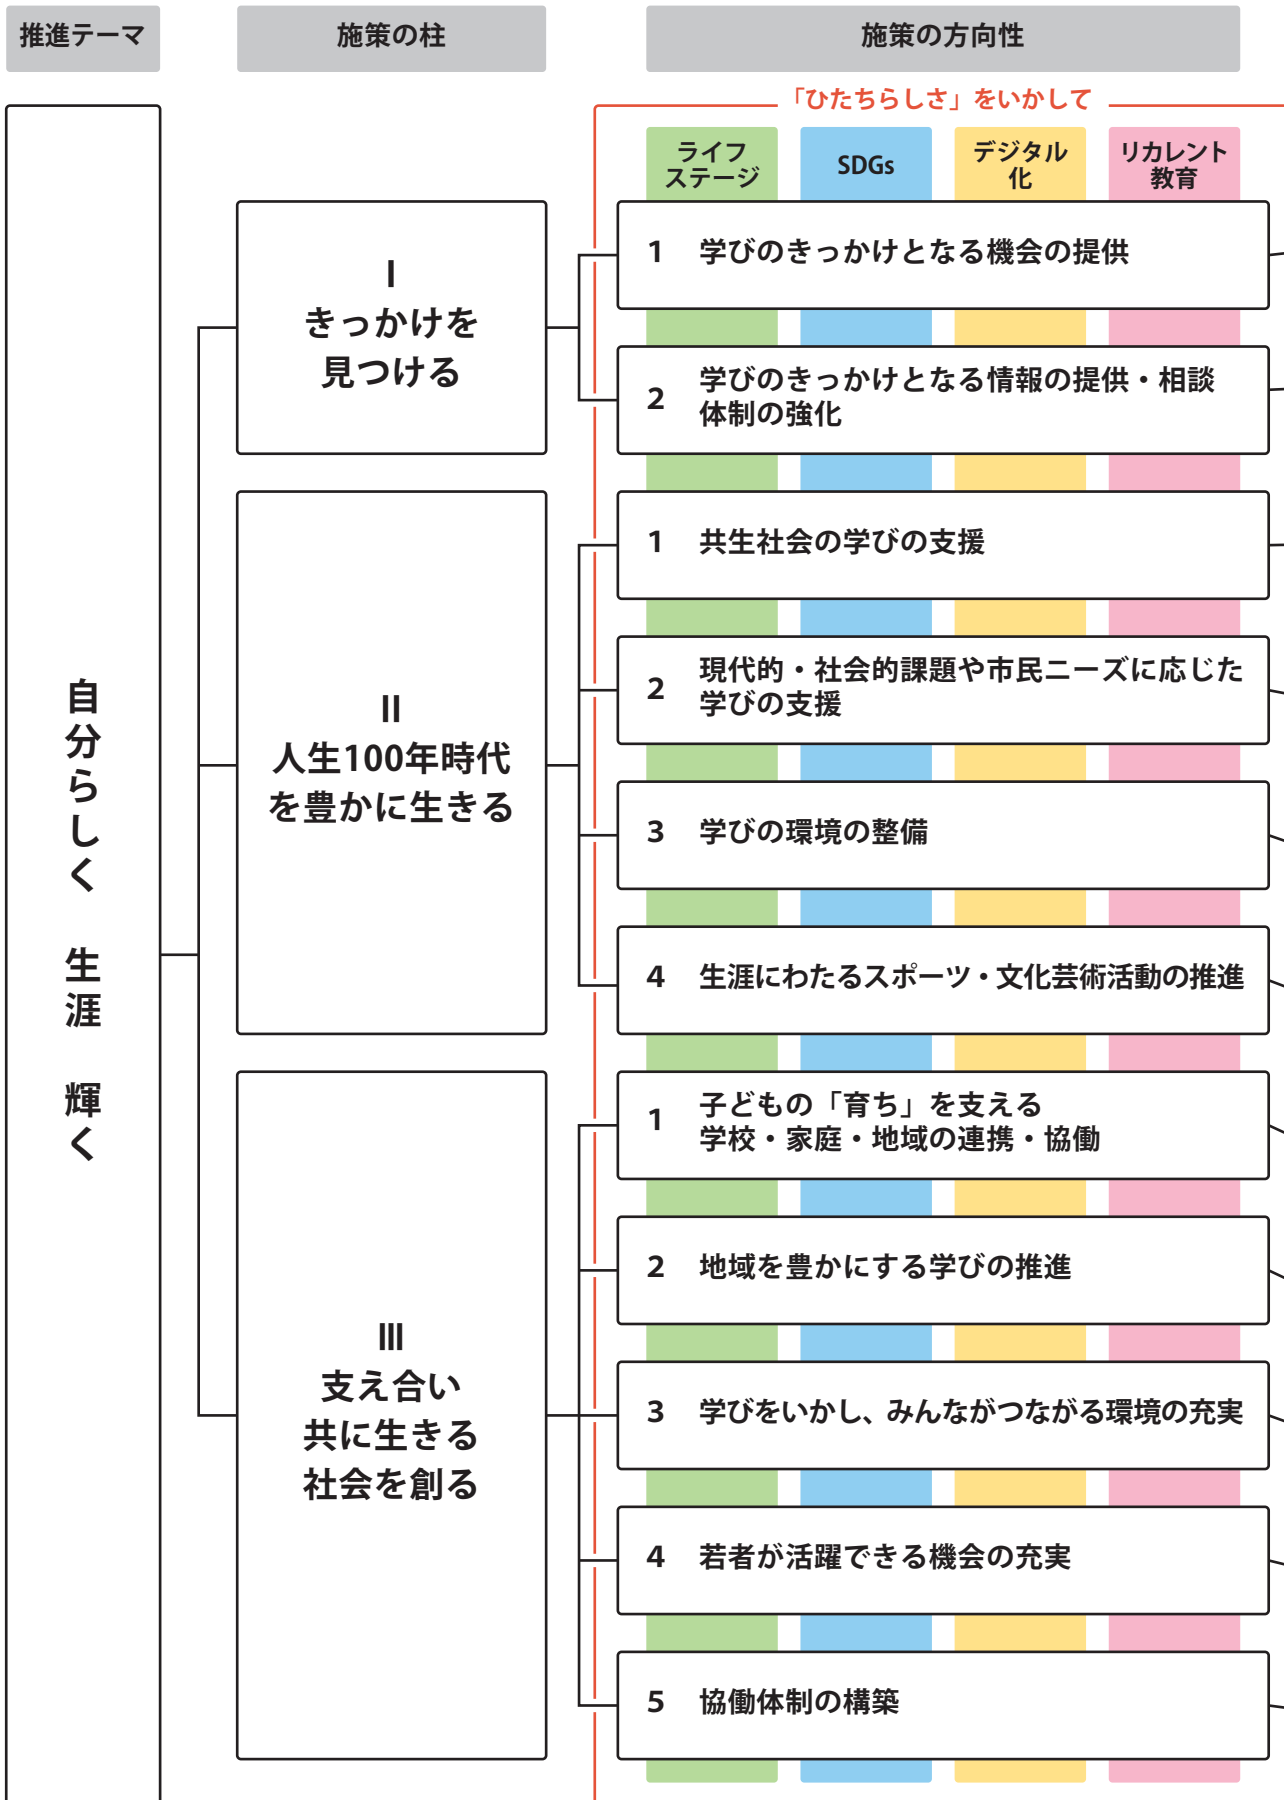 推進テーマ
施策の柱
施策の方向性
「ひたちらしさ」をいかして
ライフ
ステージ
SDGs
デジタル
化
リカレント
教育
自分らしく 生涯 輝く
I
きっかけを
見つける
1 学びのきっかけとなる機会の提供
2 学びのきっかけとなる情報の提供・相談
体制の強化
II
人生100年時代
を豊かに生きる
1 共生社会の学びの支援
2 現代的・社会的課題や市民ニーズに応じた
学びの支援
3 学びの環境の整備
4 生涯にわたるスポーツ・文化芸術活動の推進
III
支え合い
共に生きる
社会を創る
1 子どもの「育ち」を支える
学校・家庭・地域の連携・協働
2 地域を豊かにする学びの推進
3 学びをいかし、みんながつながる環境の充実
4 若者が活躍できる機会の充実
5 協働体制の構築